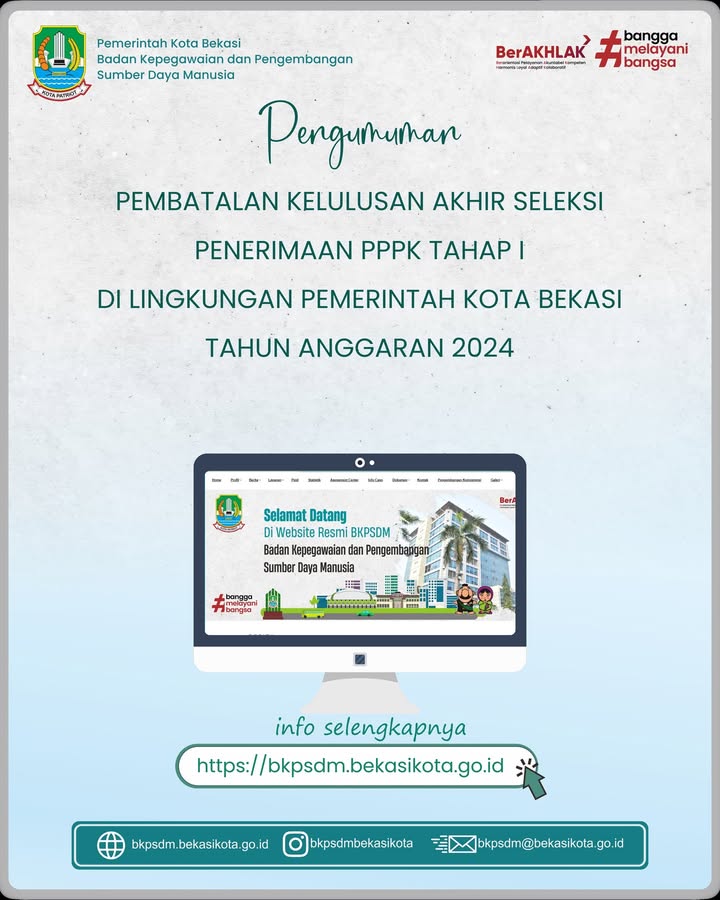 Pemerintah Kota Bekasi
Badan Kepegawaian dan Pengembangan
Sumber Daya Manusia
KOTA PATRIOT
BerAKHLAK
Berorientasi Pelayanan Akuntabel Kompeten
Harmonis Loyal Adaptif Kolaboratif
#bangga
melayani
bangsa
Pengumuman
PEMBATALAN KELULUSAN AKHIR SELEKSI
PENERIMAAN PPPK TAHAP I
DI LINGKUNGAN PEMERINTAH KOTA BEKASI
TAHUN ANGGARAN 2024
Home Profil Berita Layanan Ppid Statistik Assessment Center Info Casn Dokumen Kontak Galeri
BerA
Selamat Datang
Di Website Resmi BKPSDM
Badan Kepegawaian dan Pengembangan
Sumber Daya Manusia
#bangga
melayani
bangsa
info selengkapnya
https://bkpsdm.bekasikota.go.id
bkpsdm.bekasikota.go.id bkpsdmbekasikota bkpsdm@bekasikota.go.id